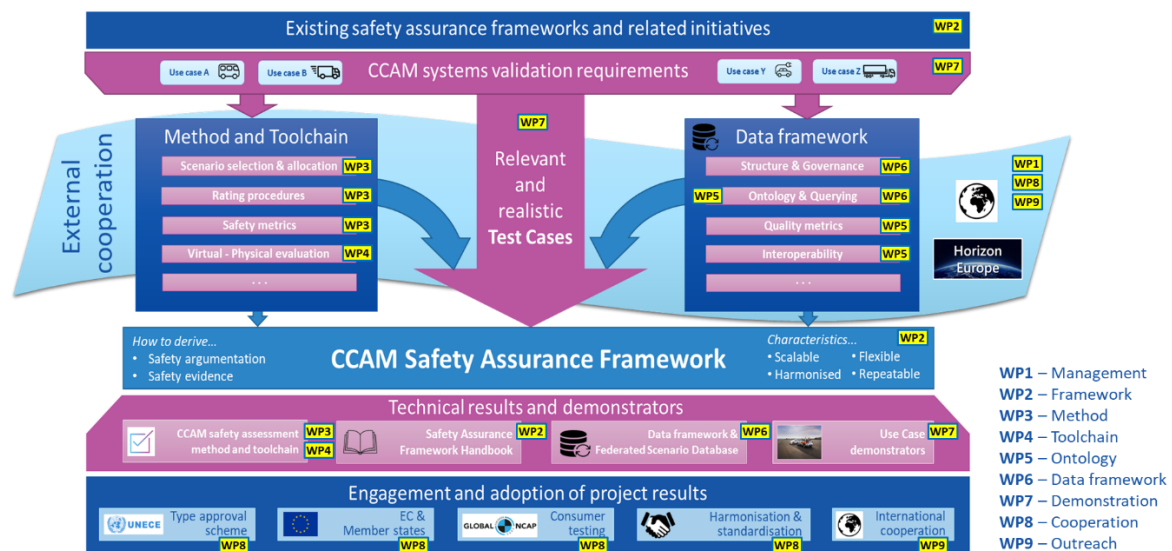 Existing safety assurance frameworks and related initiatives
WP2
Use case A
Use case B
CCAM systems validation requirements
Use case Y
Use case Z
WP7
External
cooperation
Method and Toolchain
Scenario selection & allocation
WP3
Rating procedures
WP3
Safety metrics
WP3
Virtual - Physical evaluation
WP4
. . .
WP7
Relevant
and
realistic
Test Cases
Data framework
Structure & Governance
WP6
WP5
Ontology & Querying
WP6
Quality metrics
WP5
Interoperability
WP5
. . .
WP1
WP8
WP9
Horizon
Europe
How to derive...
• Safety argumentation
• Safety evidence
CCAM Safety Assurance Framework
Characteristics...
WP2
• Scalable • Flexible
• Harmonised • Repeatable
Technical results and demonstrators
CCAM safety assessment
method and toolchain
WP3
WP4
Safety Assurance
Framework Handbook
WP2
Data framework &
Federated Scenario Database
WP6
Use Case
demonstrators
WP7
Engagement and adoption of project results
UNECE
Type approval
scheme
WP8
EC &
Member states
WP8
GLOBAL NCAP
Consumer
testing
WP8
Harmonisation &
standardisation
WP8
International
cooperation
WP9
WP1 – Management
WP2 – Framework
WP3 – Method
WP4 – Toolchain
WP5 – Ontology
WP6 – Data framework
WP7 – Demonstration
WP8 – Cooperation
WP9 – Outreach